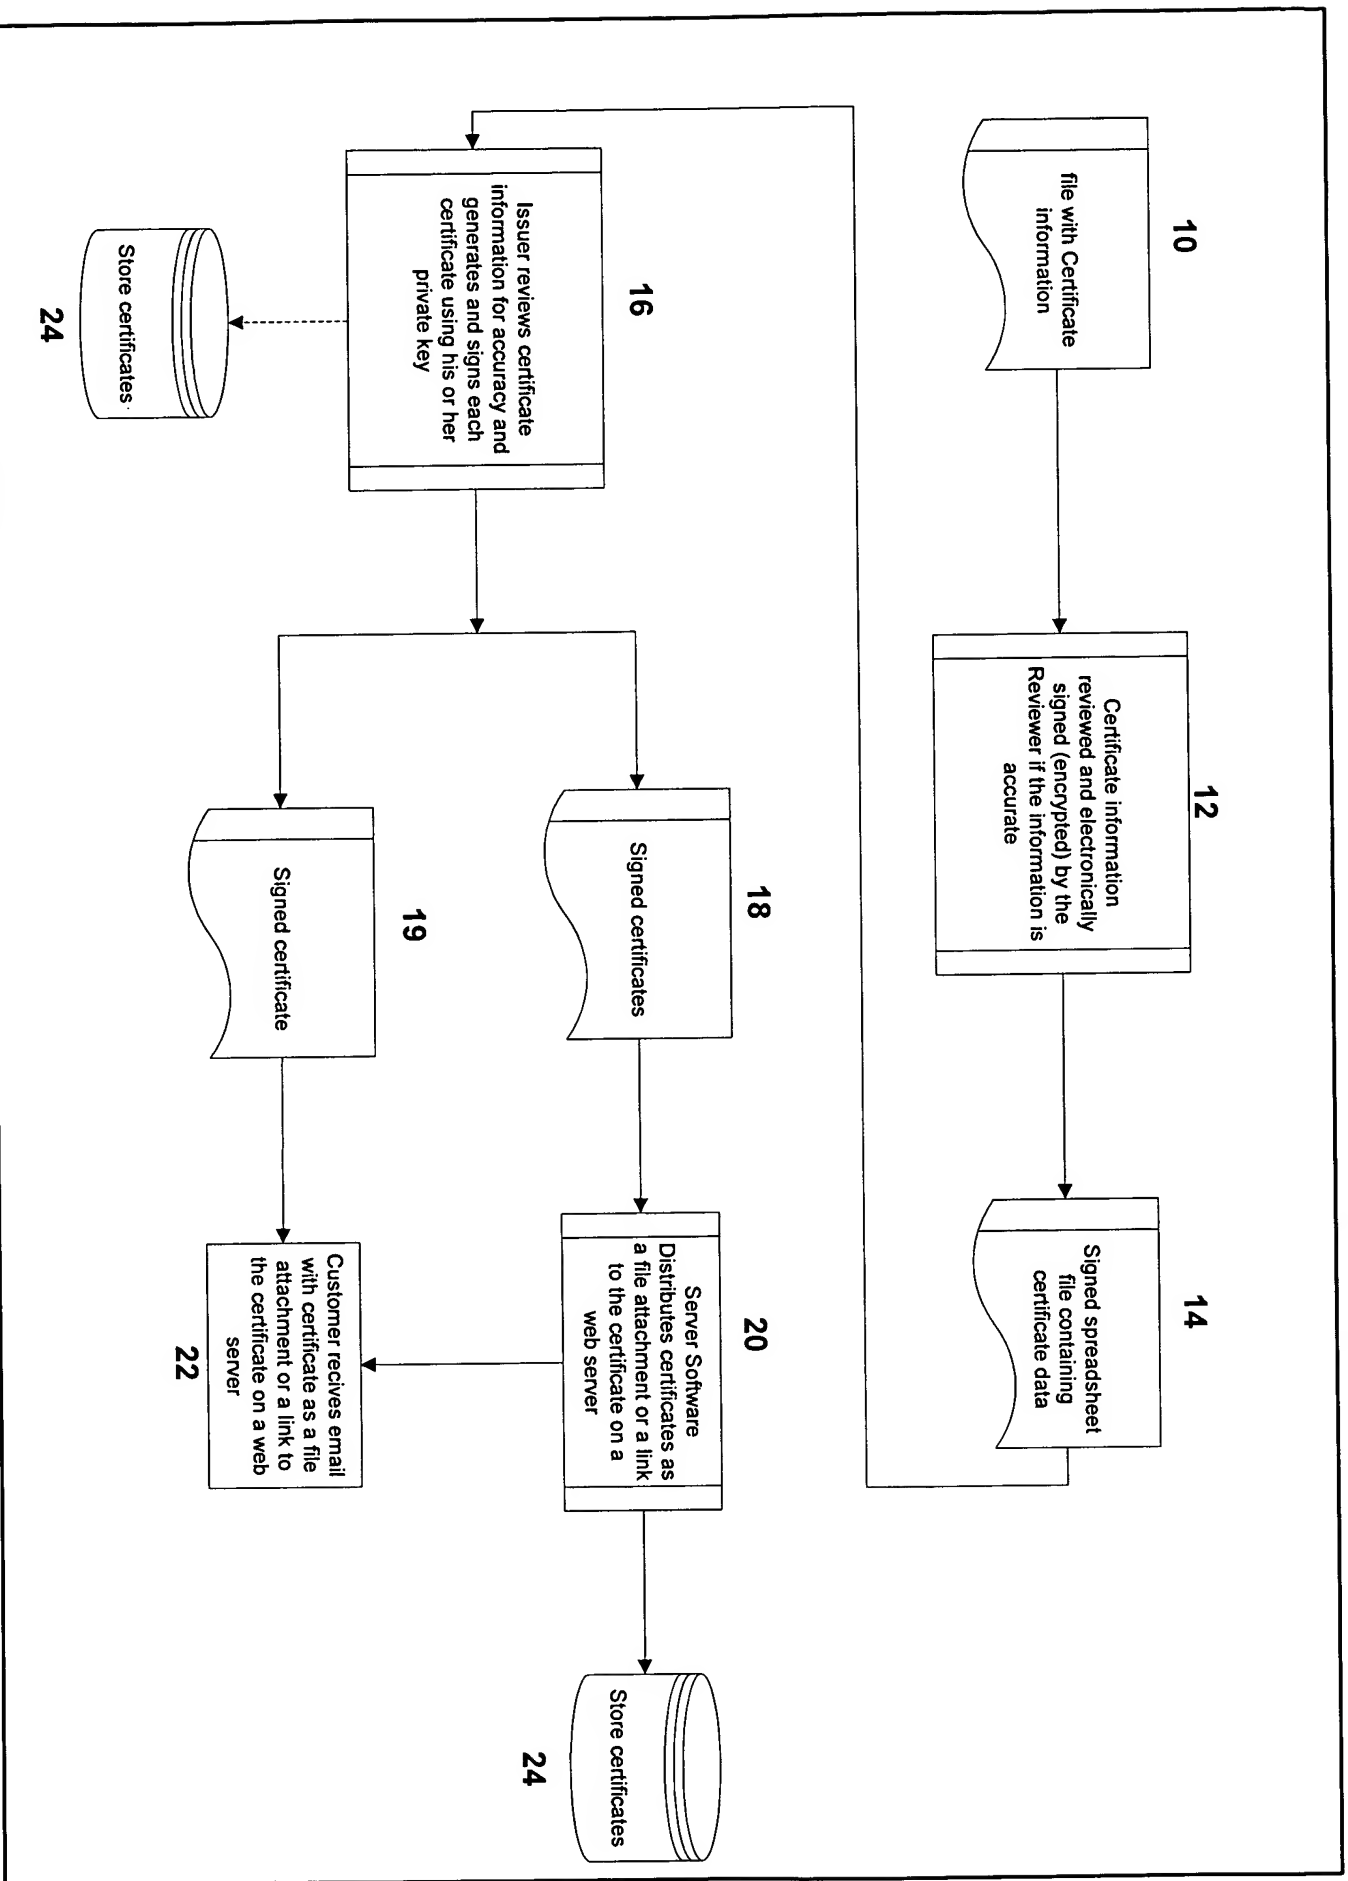 10
file with Certificate
information
12
Certificate information
reviewed and electronically
signed (encrypted) by the
Reviewer if the information is
accurate
14
Signed spreadsheet
file containing
certificate data
16
Issuer reviews certificate
information for accuracy and
generates and signs each
certificate using his or her
private key
18
Signed certificates
20
Server Software
Distributes certificates as
a file attachment or a link
to the certificate on a
web server
Store certificates
24
19
Signed certificate
Customer recives email
with certificate as a file
attachment or a link to
the certificate on a web
server
22
Store certificates
24